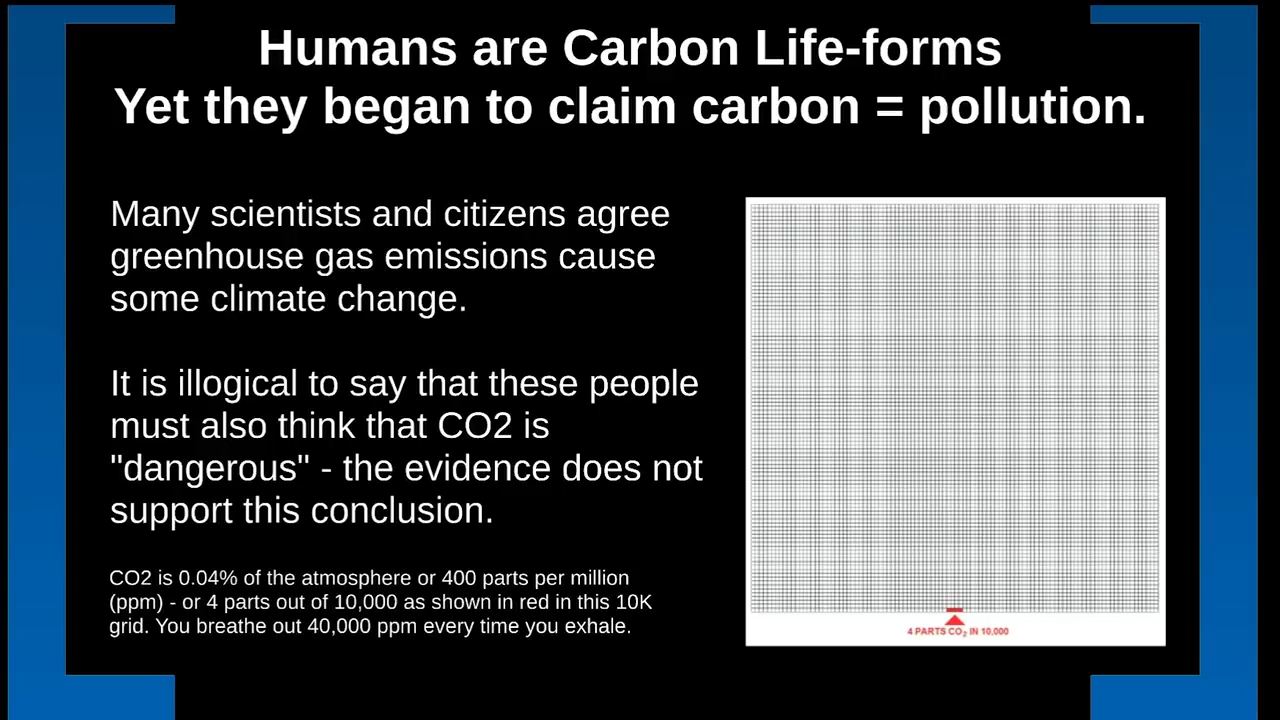 Humans are Carbon Life-forms
Yet they began to claim carbon = pollution.
Many scientists and citizens agree
greenhouse gas emissions cause
some climate change.
It is illogical to say that these people
must also think that CO2 is
"dangerous" - the evidence does not
support this conclusion.
CO2 is 0.04% of the atmosphere or 400 parts per million
(ppm) - or 4 parts out of 10,000 as shown in red in this 10K
grid. You breathe out 40,000 ppm every time you exhale.
4 PARTS CO₂ IN 10,000